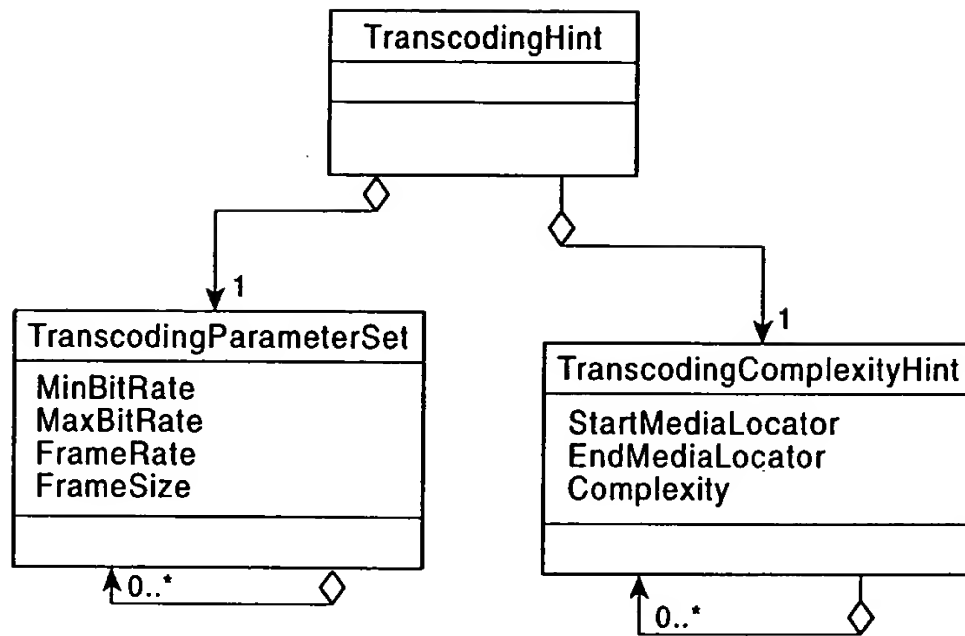 TranscodingHint
1
TranscodingParameterSet
MinBitRate
MaxBitRate
FrameRate
FrameSize
0..*
1
TranscodingComplexityHint
StartMediaLocator
EndMediaLocator
Complexity
0..*